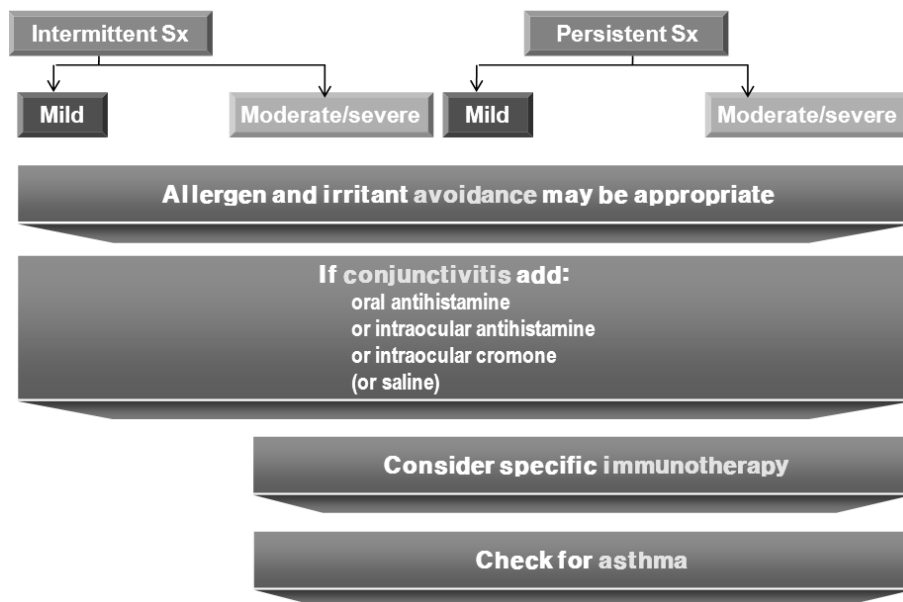 Intermittent Sx
Persistent Sx
Mild
Moderate/severe
Mild
Moderate/severe
Allergen and irritant avoidance may be appropriate
If conjunctivitis add:
oral antihistamine
or intraocular antihistamine
or intraocular cromone
(or saline)
Consider specific immunotherapy
Check for asthma